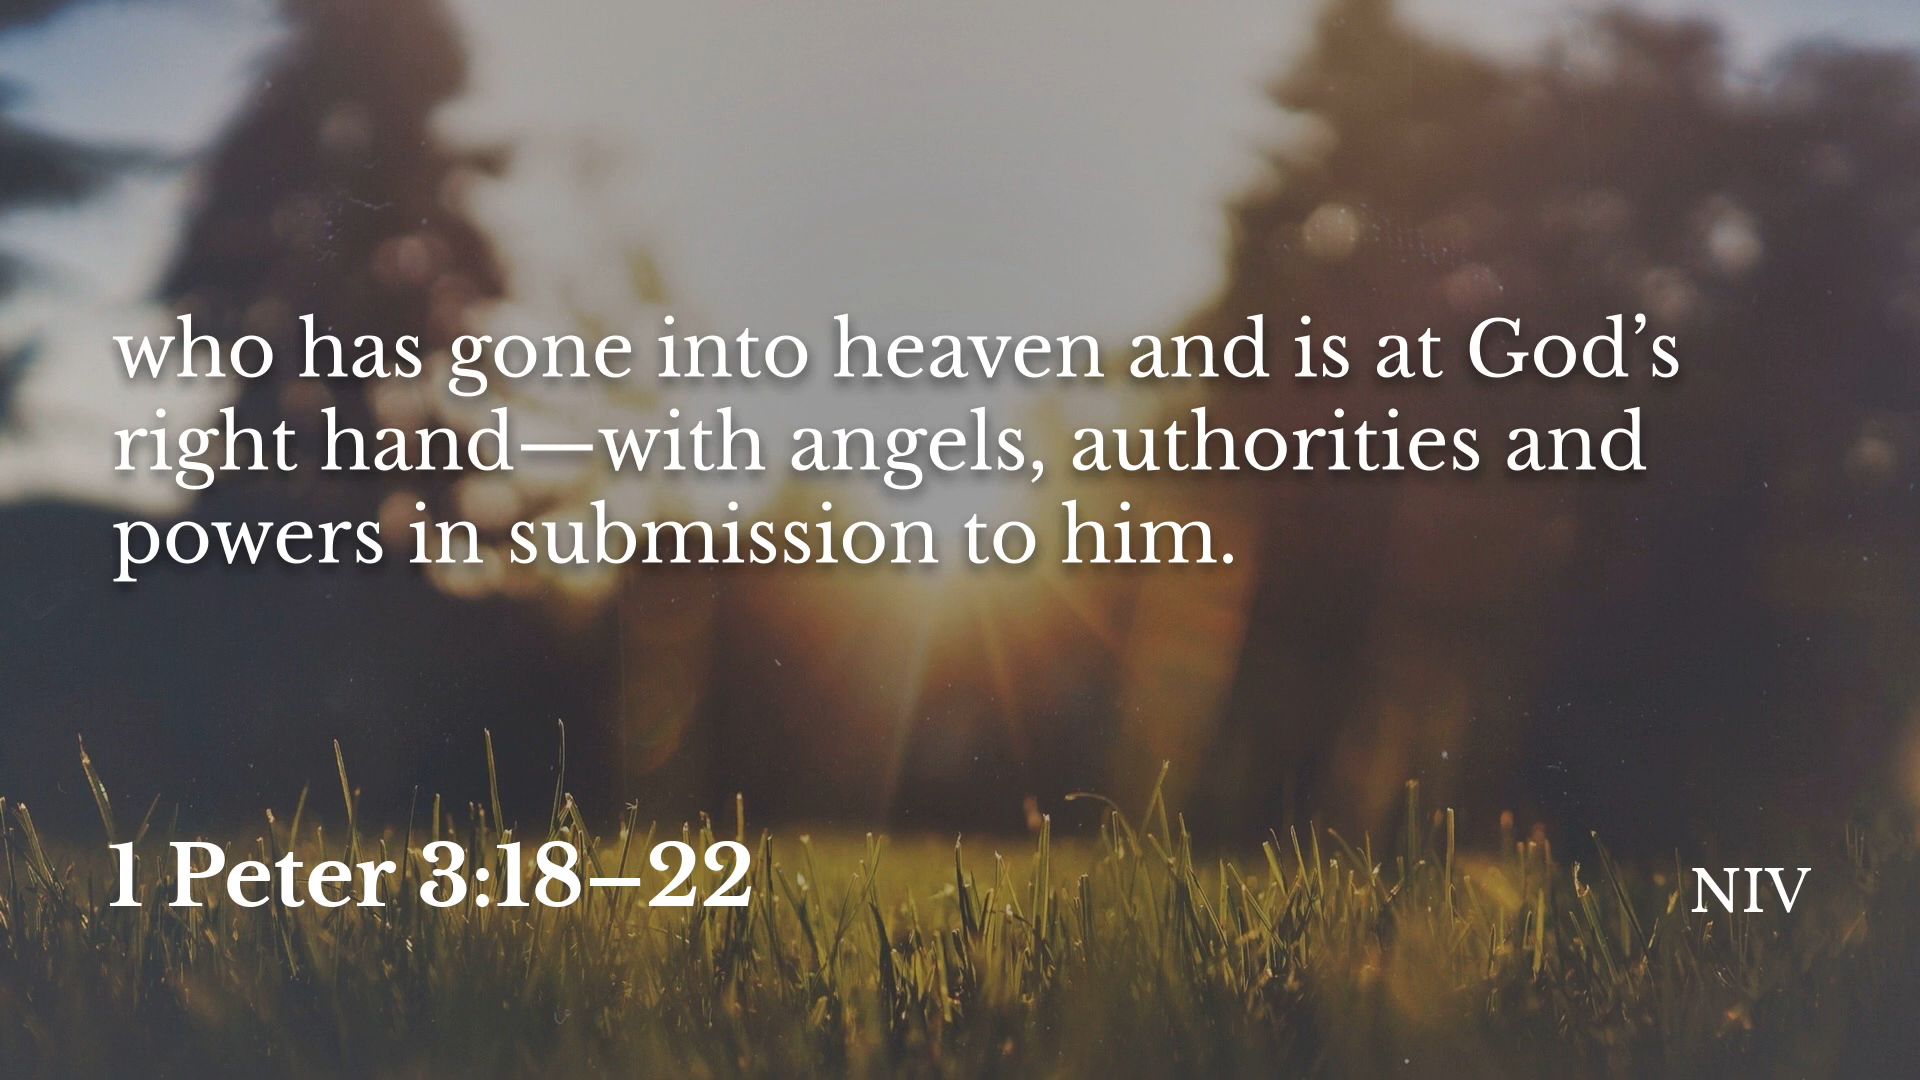 who has gone into heaven and is at God’s
right hand—with angels, authorities and
powers in submission to him.
1 Peter 3:18–22
NIV